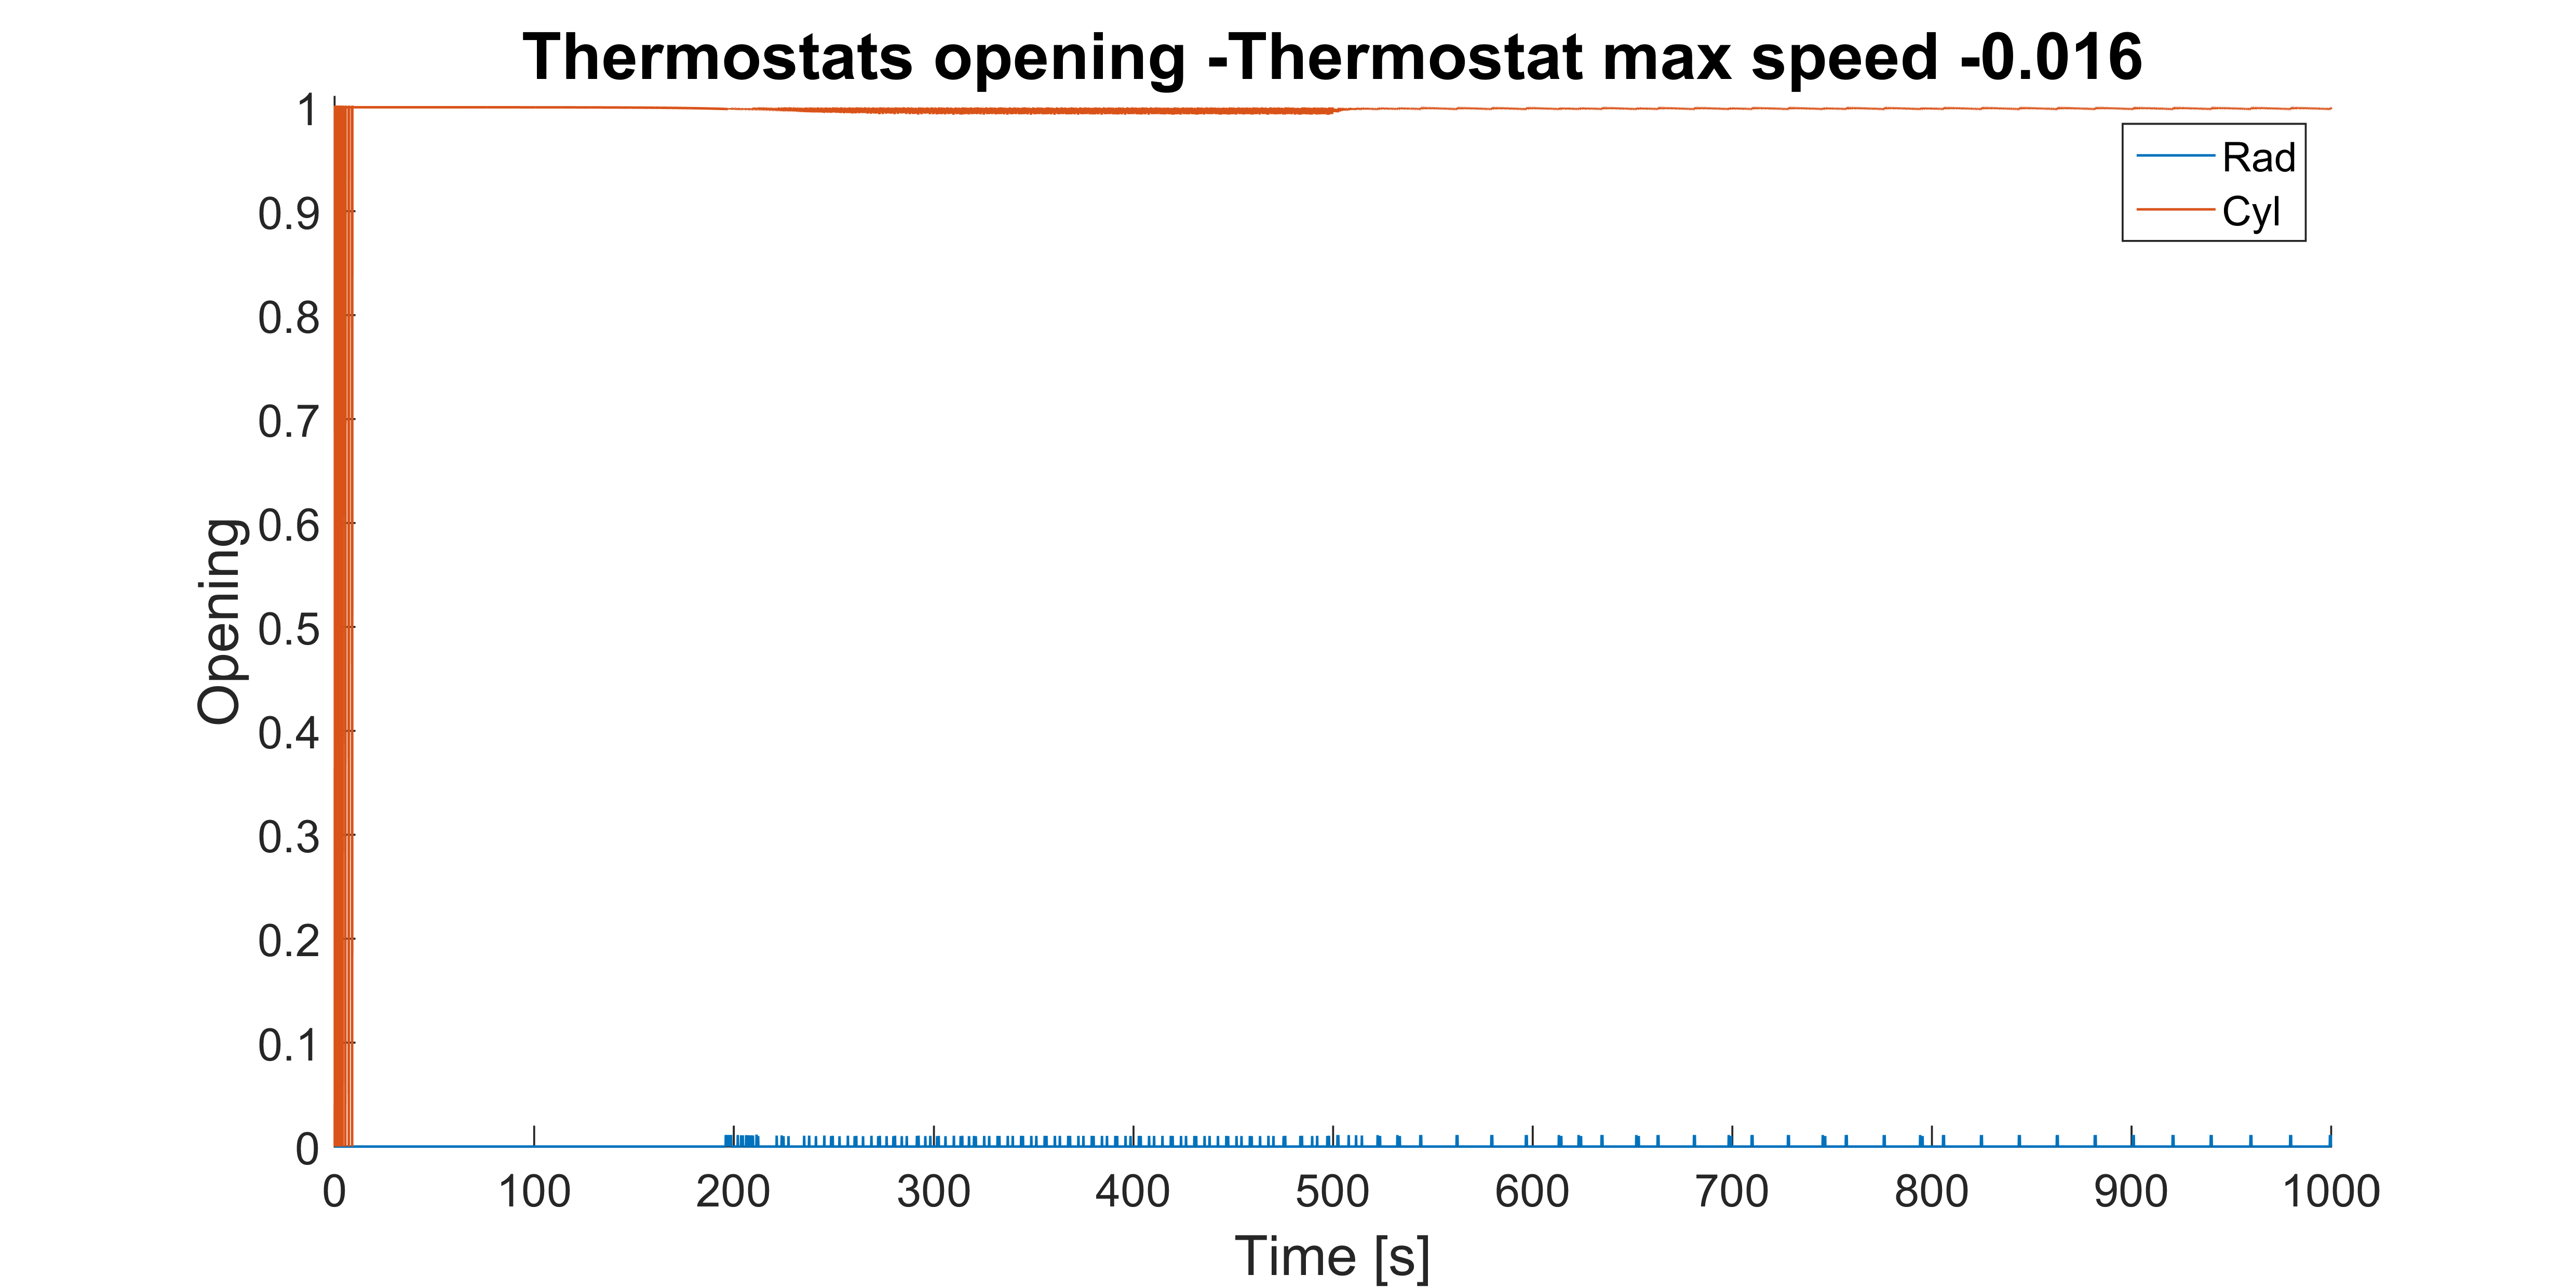 Thermostats opening -Thermostat max speed -0.016
1
0.9
0.8
0.7
0.6
0.5
0.4
0.3
0.2
0.1
0
Opening
Rad
Cyl
0 100 200 300 400 500 600 700 800 900 1000
Time [s]